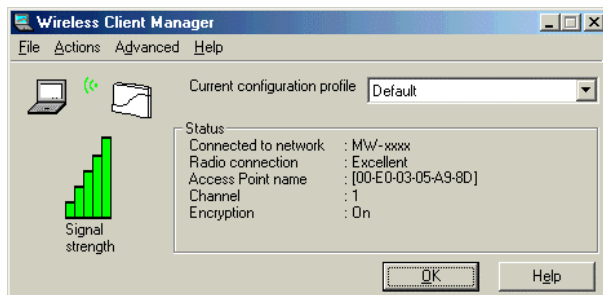 Wireless Client Manager
File Actions Advanced Help
Current configuration profile Default
Status
Connected to network : MW-xxxx
Radio connection : Excellent
Access Point name : [00-E0-03-05-A9-8D]
Channel : 1
Encryption : On
Signal
strength
OK Help